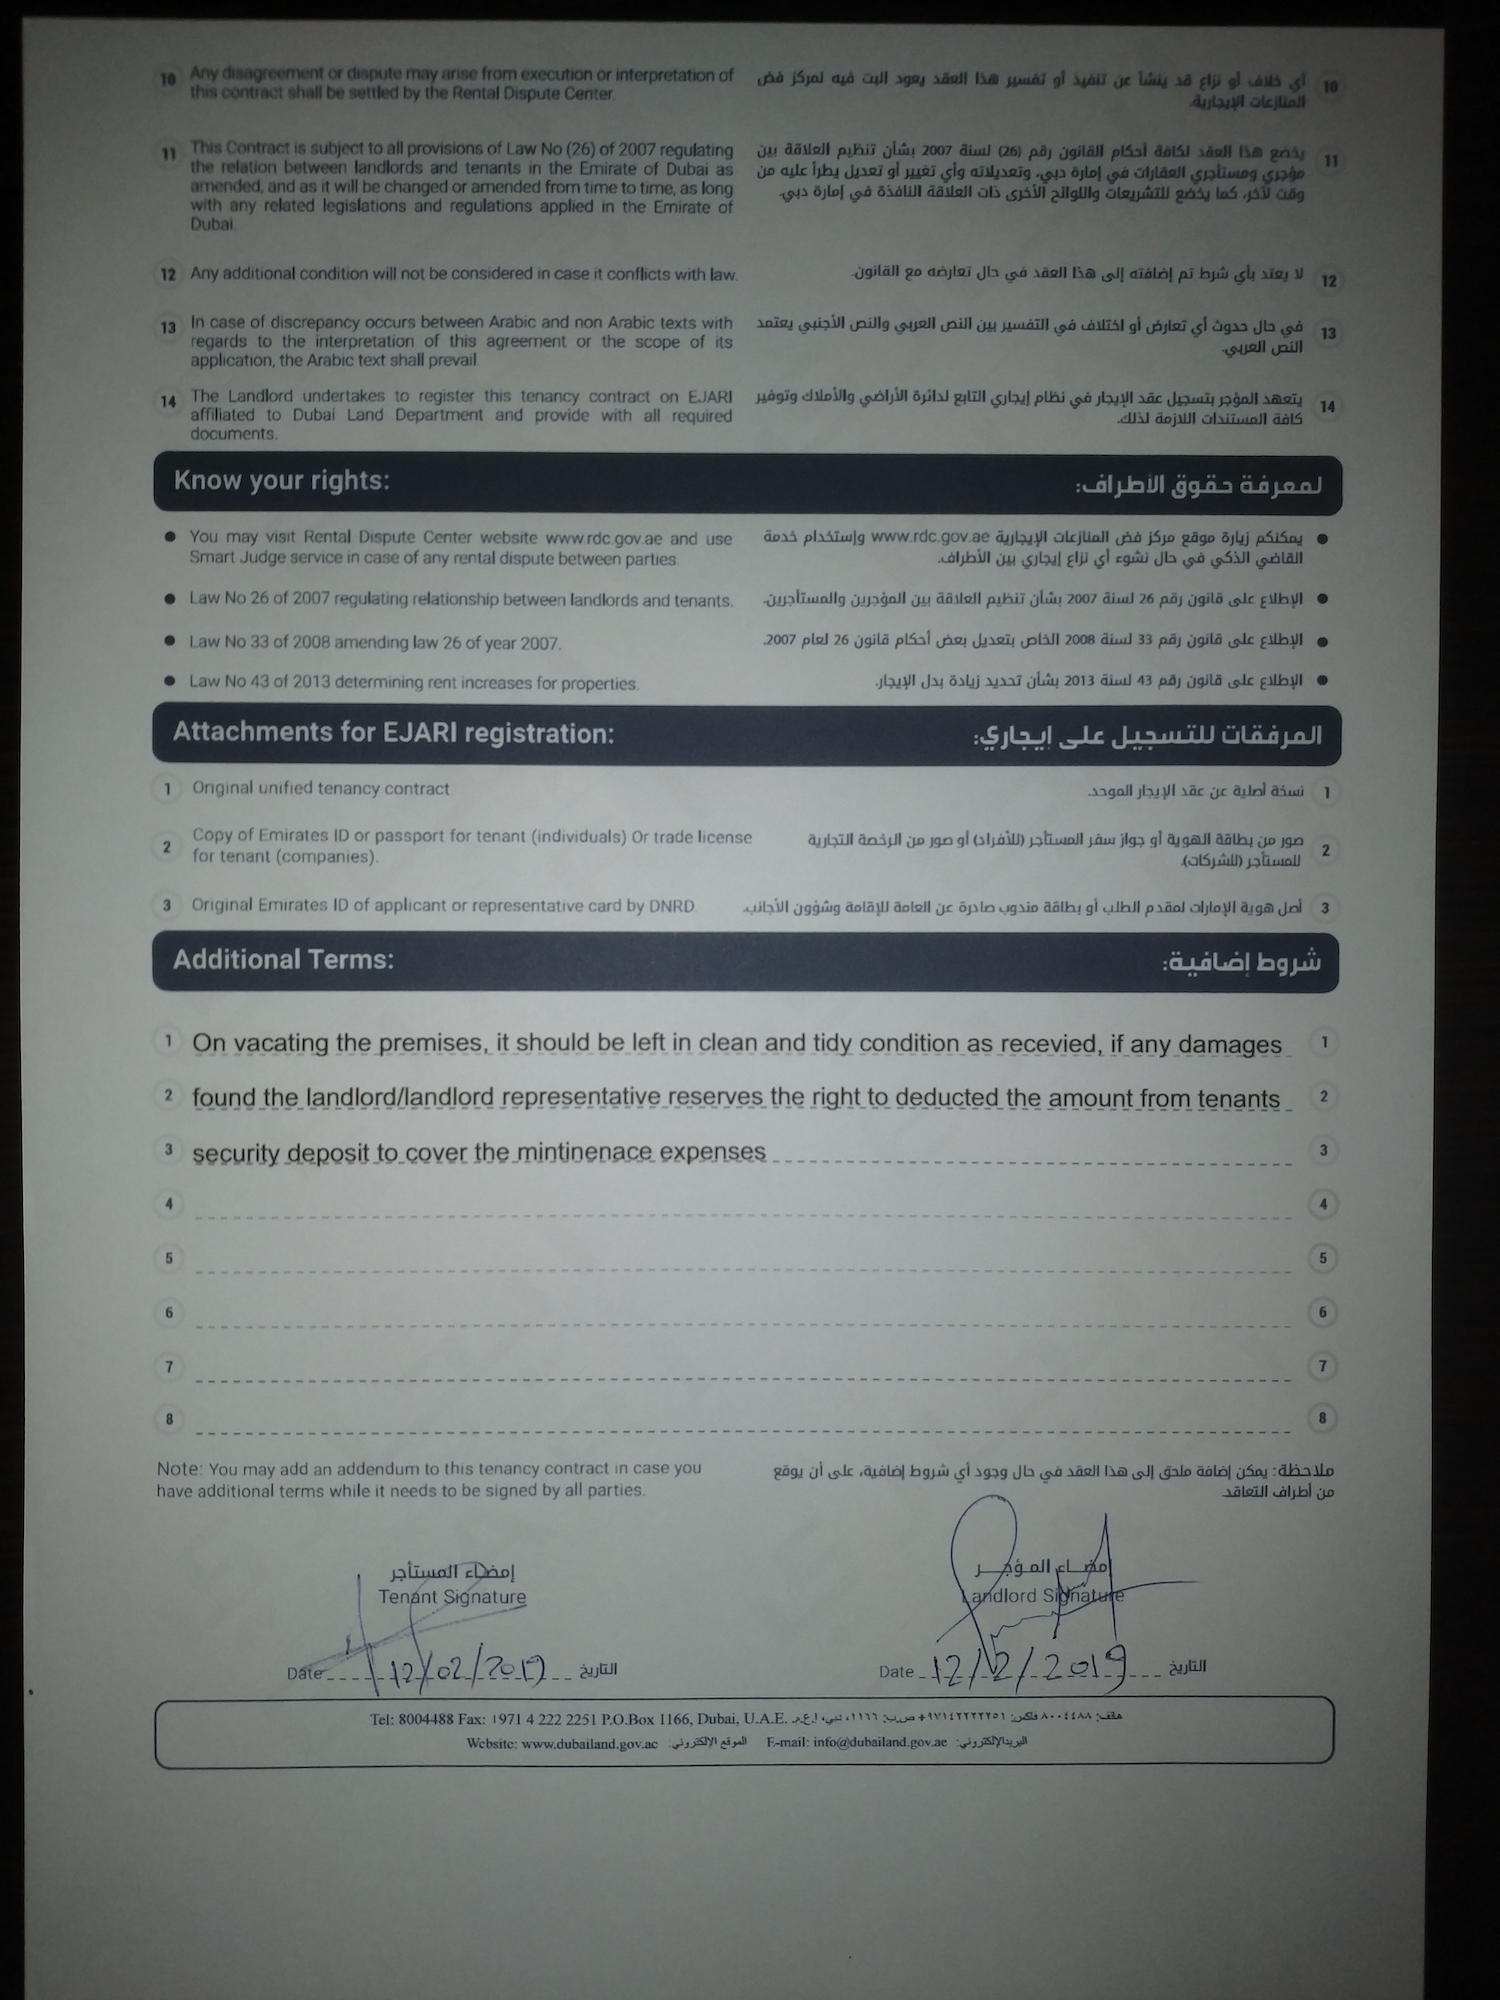 10 Any disagreement or dispute may arise from execution or interpretation of
this contract shall be settled by the Rental Dispute Center.
أي خلاف أو نزاع قد ينشأ عن تنفيذ أو تفسير هذا العقد يعود البت فيه لمركز فض 10
المنازعات الإيجارية.
11 This Contract is subject to all provisions of Law No (26) of 2007 regulating
the relation between landlords and tenants in the Emirate of Dubai as
amended, and as it will be changed or amended from time to time, as long
with any related legislations and regulations applied in the Emirate of
Dubai.
يخضع هذا العقد لكافة أحكام القانون رقم (26) لسنة 2007 بشأن تنظيم العلاقة بين 11
مؤجري ومستأجري العقارات في إمارة دبي، وتعديلاته وأي تغيير أو تعديل يطرأ عليه من
وقت لآخر، كما يخضع للتشريعات واللوائح الأخرى ذات العلاقة النافذة في إمارة دبي.
12 Any additional condition will not be considered in case it conflicts with law.
لا يعتد بأي شرط تم إضافته إلى هذا العقد في حال تعارضه مع القانون. 12
13 In case of discrepancy occurs between Arabic and non Arabic texts with
regards to the interpretation of this agreement or the scope of its
application, the Arabic text shall prevail.
في حال حدوث أي تعارض أو اختلاف في التفسير بين النص العربي والنص الأجنبي يعتمد 13
النص العربي.
14 The Landlord undertakes to register this tenancy contract on EJARI
affiliated to Dubai Land Department and provide with all required
documents.
يتعهد المؤجر بتسجيل عقد الإيجار في نظام إيجاري التابع لدائرة الأراضي والأملاك وتوفير 14
كافة المستندات اللازمة لذلك.
Know your rights:
لمعرفة حقوق الأطراف:
● You may visit Rental Dispute Center website www.rdc.gov.ae and use
Smart Judge service in case of any rental dispute between parties.
● يمكنكم زيارة موقع مركز فض المنازعات الإيجارية www.rdc.gov.ae وإستخدام خدمة
القاضي الذكي في حال نشوء أي نزاع إيجاري بين الأطراف.
● Law No 26 of 2007 regulating relationship between landlords and tenants.
● الإطلاع على قانون رقم 26 لسنة 2007 بشأن تنظيم العلاقة بين المؤجرين والمستأجرين.
● Law No 33 of 2008 amending law 26 of year 2007.
● الإطلاع على قانون رقم 33 لسنة 2008 الخاص بتعديل بعض أحكام قانون 26 لعام 2007.
● Law No 43 of 2013 determining rent increases for properties.
● الإطلاع على قانون رقم 43 لسنة 2013 بشأن تحديد زيادة بدل الإيجار.
Attachments for EJARI registration:
المرفقات للتسجيل على إيجاري:
1 Original unified tenancy contract
نسخة أصلية عن عقد الإيجار الموحد. 1
2 Copy of Emirates ID or passport for tenant (individuals) Or trade license
for tenant (companies).
صور من بطاقة الهوية أو جواز سفر المستأجر (للأفراد) أو صور من الرخصة التجارية 2
للمستأجر (للشركات).
3 Original Emirates ID of applicant or representative card by DNRD.
أصل هوية الإمارات لمقدم الطلب أو بطاقة مندوب صادرة عن العامة للإقامة وشؤون الأجانب. 3
Additional Terms:
شروط إضافية:
1 On vacating the premises, it should be left in clean and tidy condition as recevied, if any damages 1
2 found the landlord/landlord representative reserves the right to deducted the amount from tenants 2
3 security deposit to cover the mintinenace expenses 3
4 4
5 5
6 6
7 7
8 8
Note: You may add an addendum to this tenancy contract in case you
have additional terms while it needs to be signed by all parties.
ملاحظة: يمكن إضافة ملحق إلى هذا العقد في حال وجود أي شروط إضافية، على أن يوقع
من أطراف التعاقد
إمضاء المستأجر
Tenant Signature
Date 12/02/2019 التاريخ
إمضاء المؤجر
Landlord Signature
Date 12/2/2019 التاريخ
Tel: 8004488 Fax: +971 4 222 2251 P.O.Box 1166, Dubai, U.A.E. هاتف: ٨٠٠٤٤٨٨ فاكس: ٩٧١٤٢٢٢٢٢٥١+ ص.ب: ١١٦٦، دبي، إ.ع.م.
Website: www.dubailand.gov.ae الموقع الإلكتروني: E-mail: info@dubailand.gov.ae البريدالإلكتروني: